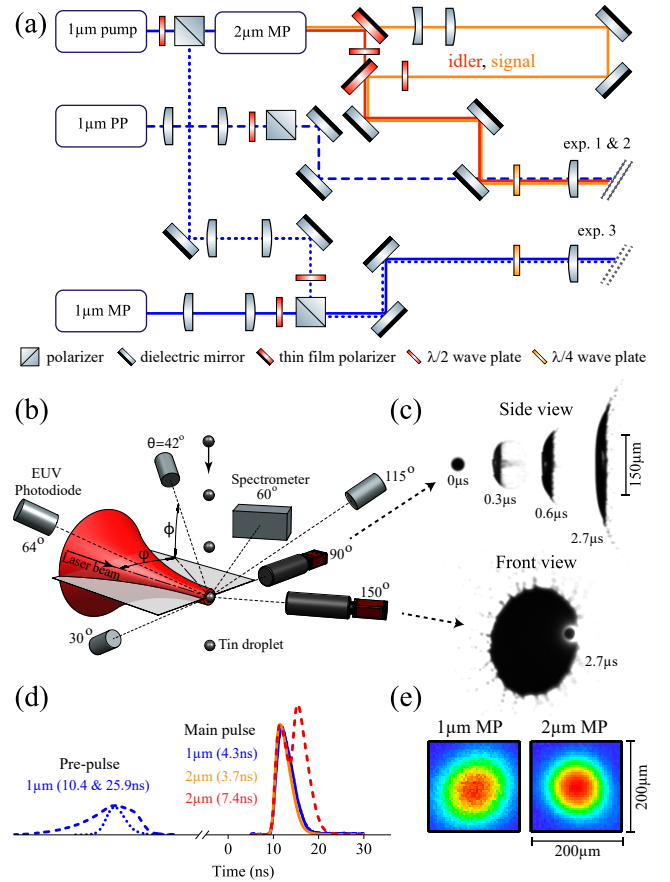 (a)
1µm pump
2µm MP
idler, signal
1µm PP
exp. 1 & 2
exp. 3
1µm MP
polarizer
dielectric mirror
thin film polarizer
λ/2 wave plate
λ/4 wave plate
(b)
(c)
θ=42°
Side view
EUV
Photodiode
Spectrometer
60°
115°
0µs
0.3µs
0.6µs
2.7µs
150µm
64°
Laser beam
φ
ϕ
90°
150°
30°
Tin droplet
Front view
2.7µs
(d)
(e)
Pre-pulse
1µm (10.4 & 25.9ns)
Main pulse
1µm (4.3ns)
2µm (3.7ns)
2µm (7.4ns)
0 10 20 30
Time (ns)
1µm MP
2µm MP
200µm
200µm